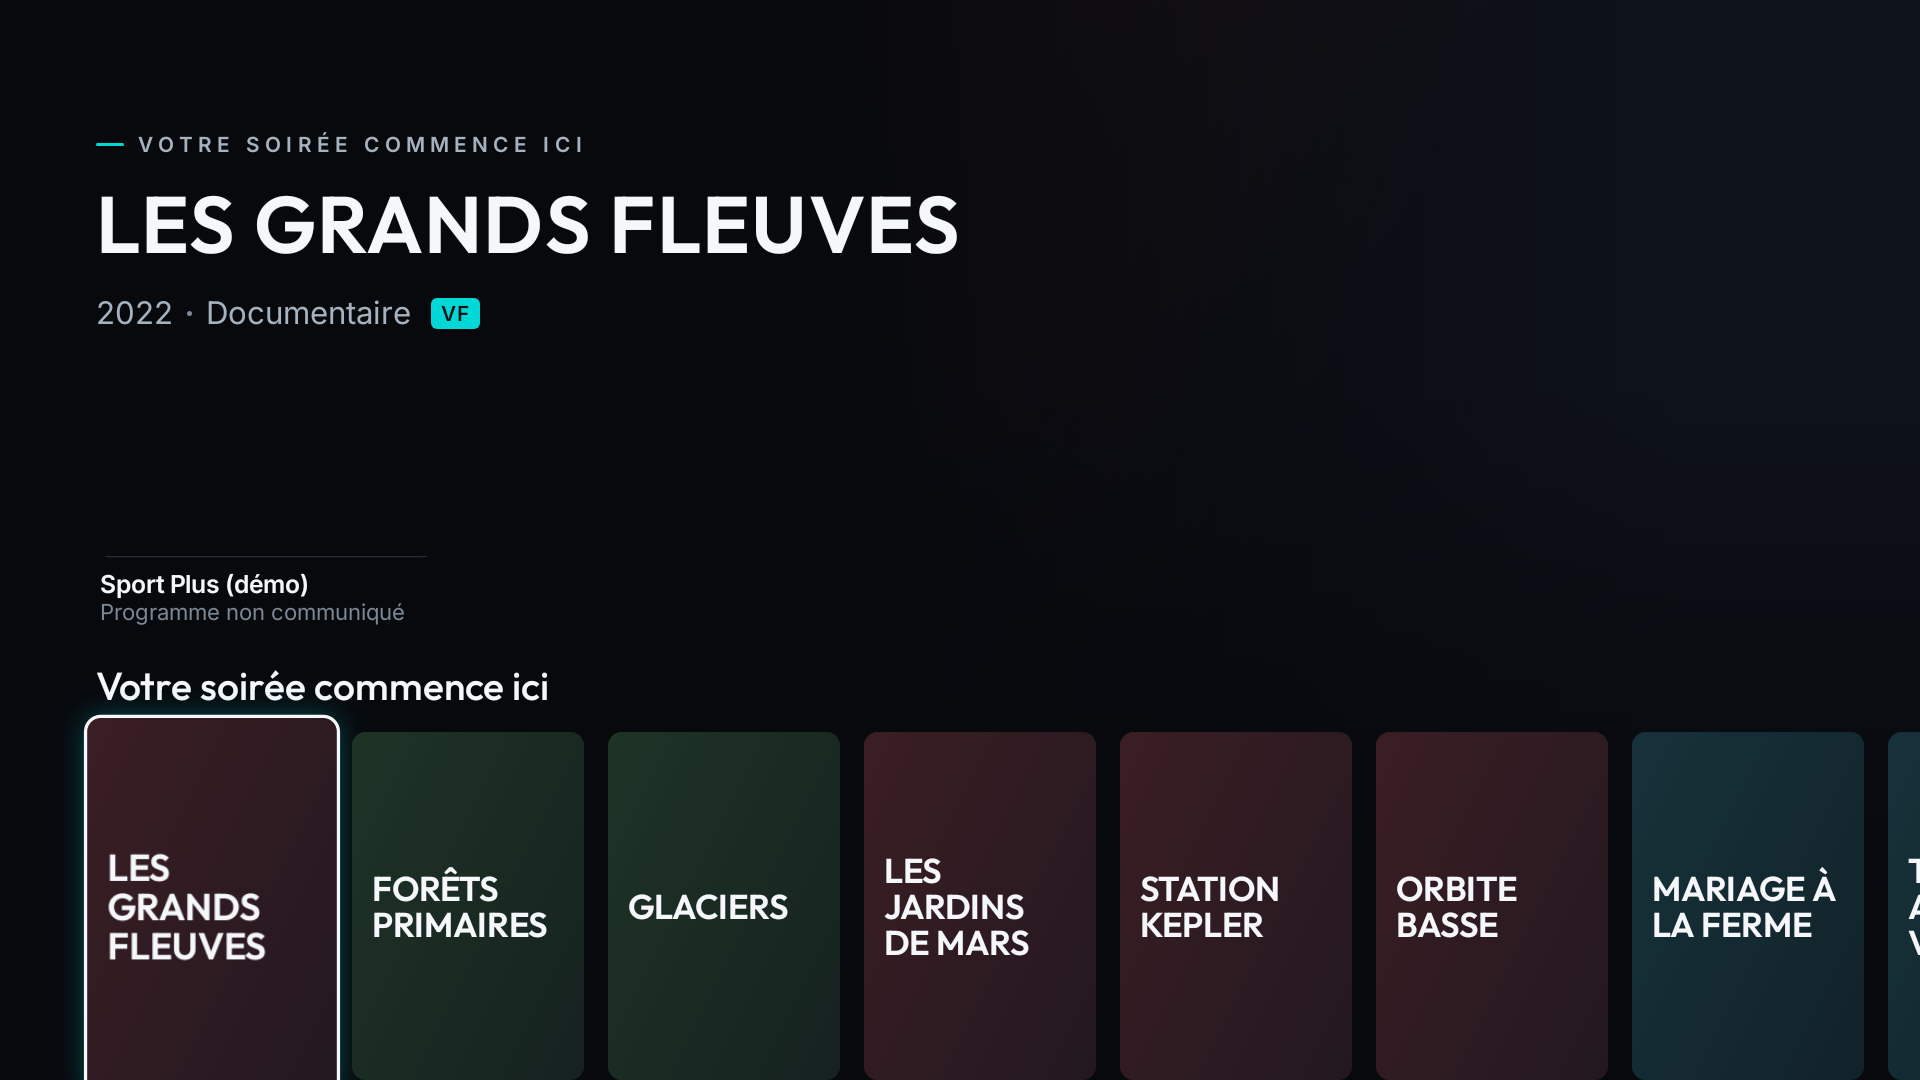 VOTRE SOIRÉE COMMENCE ICI
LES GRANDS FLEUVES
2022 · Documentaire VF
Sport Plus (démo)
Programme non communiqué
Votre soirée commence ici
LES
GRANDS
FLEUVES
FORÊTS
PRIMAIRES
GLACIERS
LES
JARDINS
DE MARS
STATION
KEPLER
ORBITE
BASSE
MARIAGE À
LA FERME